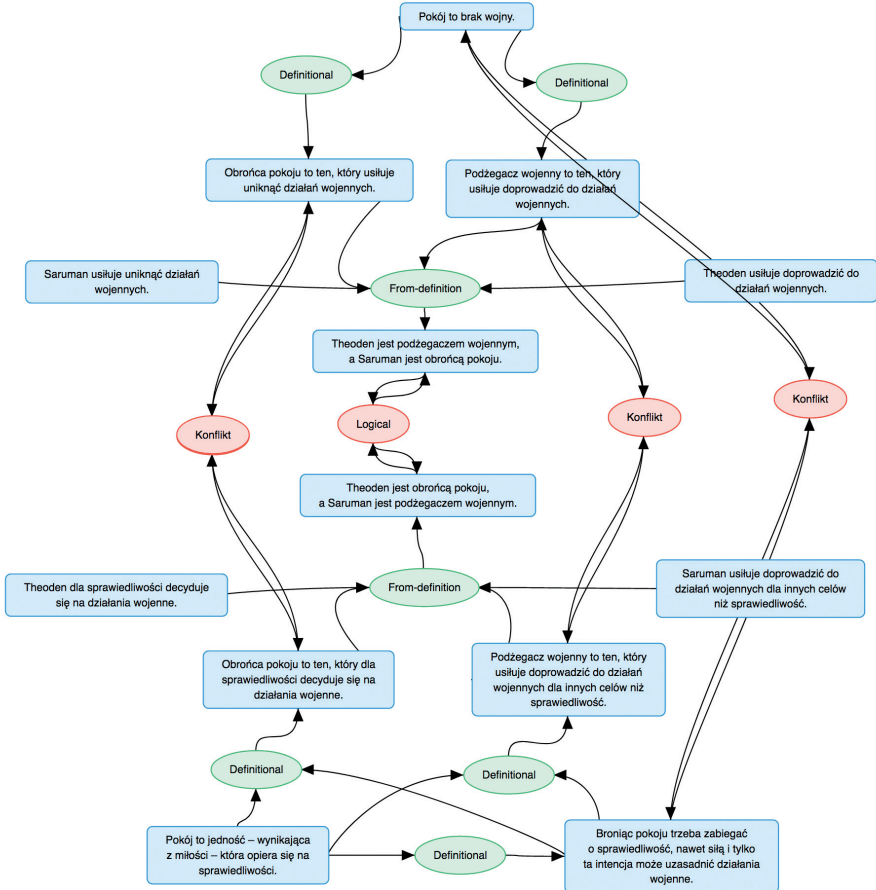 Pokój to brak wojny.
Definitional
Definitional
Obrońca pokoju to ten, który usiłuje
uniknąć działań wojennych.
Podżegacz wojenny to ten, który
usiłuje doprowadzić do działań
wojennych.
Saruman usiłuje uniknąć działań
wojennych.
From-definition
Theoden usiłuje doprowadzić do
działań wojennych.
Theoden jest podżegaczem wojennym,
a Saruman jest obrońcą pokoju.
Konflikt
Logical
Konflikt
Konflikt
Theoden jest obrońcą pokoju,
a Saruman jest podżegaczem wojennym.
Theoden dla sprawiedliwości decyduje
się na działania wojenne.
From-definition
Saruman usiłuje doprowadzić do
działań wojennych dla innych celów
niż sprawiedliwość.
Obrońca pokoju to ten, który dla
sprawiedliwości decyduje się na
działania wojenne.
Podżegacz wojenny to ten, który
usiłuje doprowadzić do działań
wojennych dla innych celów niż
sprawiedliwość.
Definitional
Definitional
Pokój to jedność – wynikająca
z miłości – która opiera się na
sprawiedliwości.
Definitional
Broniąc pokoju trzeba zabiegać
o sprawiedliwość, nawet siłą i tylko
ta intencja może uzasadnić działania
wojenne.